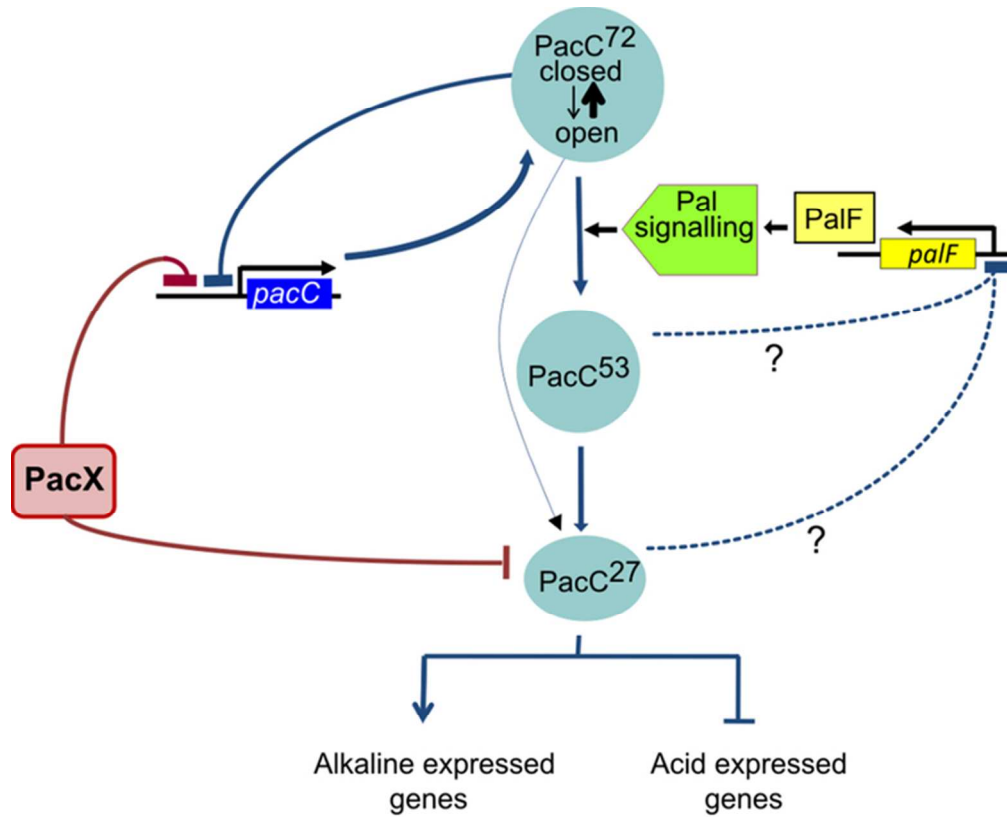 PacC72
closed
open
Pal
signalling
PalF
palF
pacC
?
PacC53
PacX
?
PacC27
Alkaline expressed
genes
Acid expressed
genes